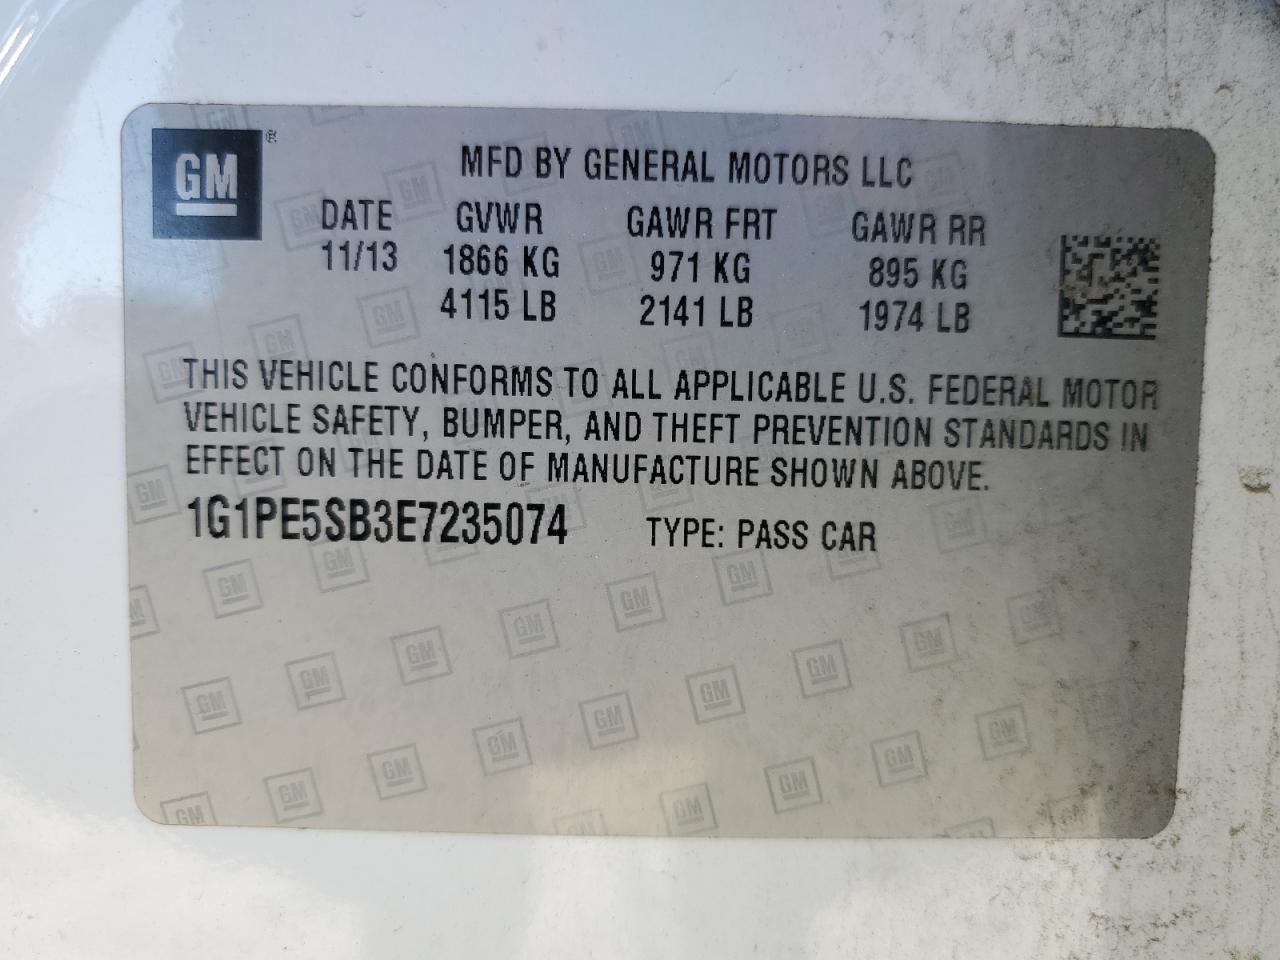 GM®
MFD BY GENERAL MOTORS LLC
DATE GVWR GAWR FRT GAWR RR
11/13 1866 KG 971 KG 895 KG
4115 LB 2141 LB 1974 LB
THIS VEHICLE CONFORMS TO ALL APPLICABLE U.S. FEDERAL MOTOR
VEHICLE SAFETY, BUMPER, AND THEFT PREVENTION STANDARDS IN
EFFECT ON THE DATE OF MANUFACTURE SHOWN ABOVE.
1G1PE5SB3E7235074 TYPE: PASS CAR